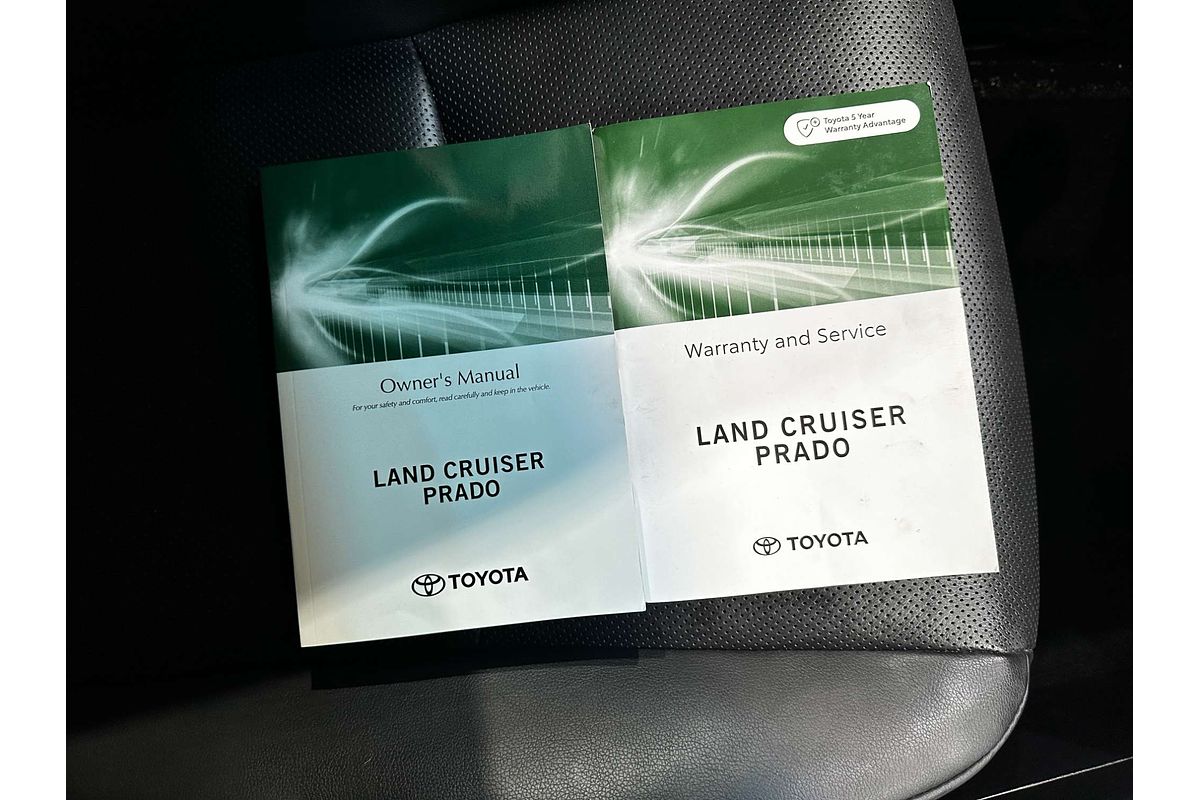 Owner's Manual
For your safety and comfort, read carefully and keep in the vehicle.
LAND CRUISER
PRADO
TOYOTA
Toyota 5 Year
Warranty Advantage
Warranty and Service
LAND CRUISER
PRADO
TOYOTA